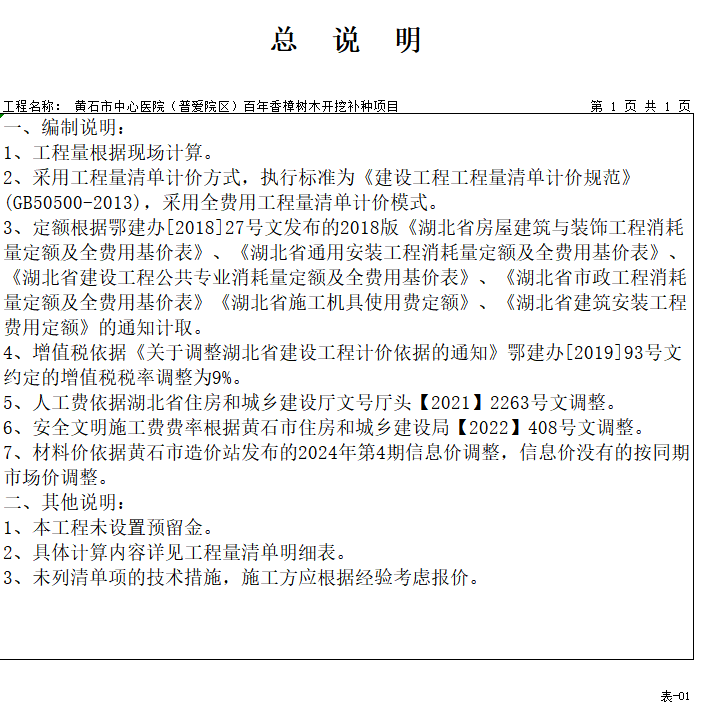 总 说 明
工程名称： 黄石市中心医院（普爱院区）百年香樟树木开挖补种项目 第 1 页 共 1 页
一、编制说明：
1、工程量根据现场计算。
2、采用工程量清单计价方式，执行标准为《建设工程工程量清单计价规范》
(GB50500-2013)，采用全费用工程量清单计价模式。
3、定额根据鄂建办[2018]27号文发布的2018版《湖北省房屋建筑与装饰工程消耗
量定额及全费用基价表》、《湖北省通用安装工程消耗量定额及全费用基价表》、
《湖北省建设工程公共专业消耗量定额及全费用基价表》、《湖北省市政工程消耗
量定额及全费用基价表》《湖北省施工机具使用费定额》、《湖北省建筑安装工程
费用定额》的通知计取。
4、增值税依据《关于调整湖北省建设工程计价依据的通知》鄂建办[2019]93号文
约定的增值税税率调整为9%。
5、人工费依据湖北省住房和城乡建设厅文号厅头【2021】2263号文调整。
6、安全文明施工费费率根据黄石市住房和城乡建设局【2022】408号文调整。
7、材料价依据黄石市造价站发布的2024年第4期信息价调整，信息价没有的按同期
市场价调整。
二、其他说明：
1、本工程未设置预留金。
2、具体计算内容详见工程量清单明细表。
3、未列清单项的技术措施，施工方应根据经验考虑报价。
表-01